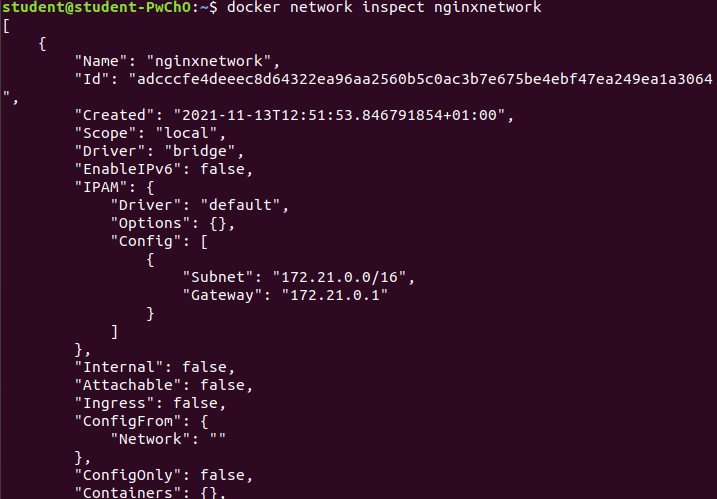 student@student-PwChO:~$ docker network inspect nginxnetwork
[
    {
        "Name": "nginxnetwork",
        "Id": "adcccfe4deeec8d64322ea96aa2560b5c0ac3b7e675be4ebf47ea249ea1a3064
",
        "Created": "2021-11-13T12:51:53.846791854+01:00",
        "Scope": "local",
        "Driver": "bridge",
        "EnableIPv6": false,
        "IPAM": {
            "Driver": "default",
            "Options": {},
            "Config": [
                {
                    "Subnet": "172.21.0.0/16",
                    "Gateway": "172.21.0.1"
                }
            ]
        },
        "Internal": false,
        "Attachable": false,
        "Ingress": false,
        "ConfigFrom": {
            "Network": ""
        },
        "ConfigOnly": false,
        "Containers": {},